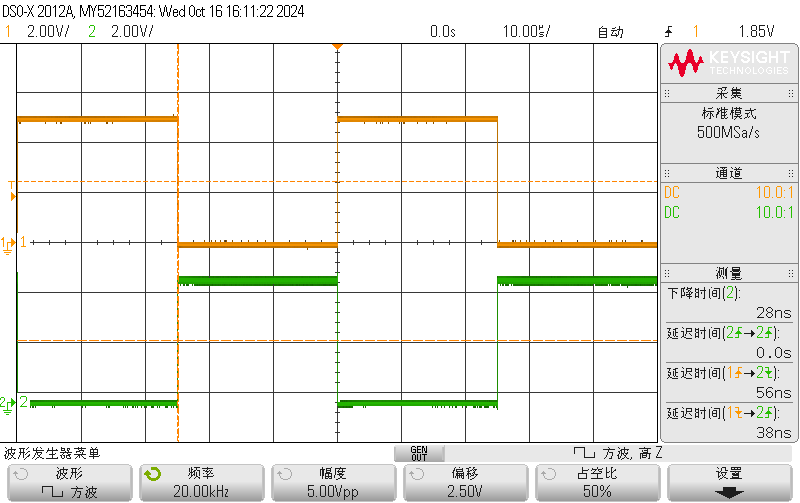 DSO-X 2012A, MY52163454: Wed Oct 16 16:11:22 2024
1 2.00V/ 2 2.00V/ 0.0s 10.00us/ 自动 1 1.85V
KEYSIGHT
TECHNOLOGIES
采集
标准模式
500MSa/s
通道
DC 10.0:1
DC 10.0:1
测量
下降时间(2):
28ns
延迟时间(2→2):
0.0s
延迟时间(1→2):
56ns
延迟时间(1→2):
38ns
T
1 1
2 2
波形发生器菜单
GEN
OUT
方波, 高 Z
波形
方波
频率
20.00kHz
幅度
5.00Vpp
偏移
2.50V
占空比
50%
设置